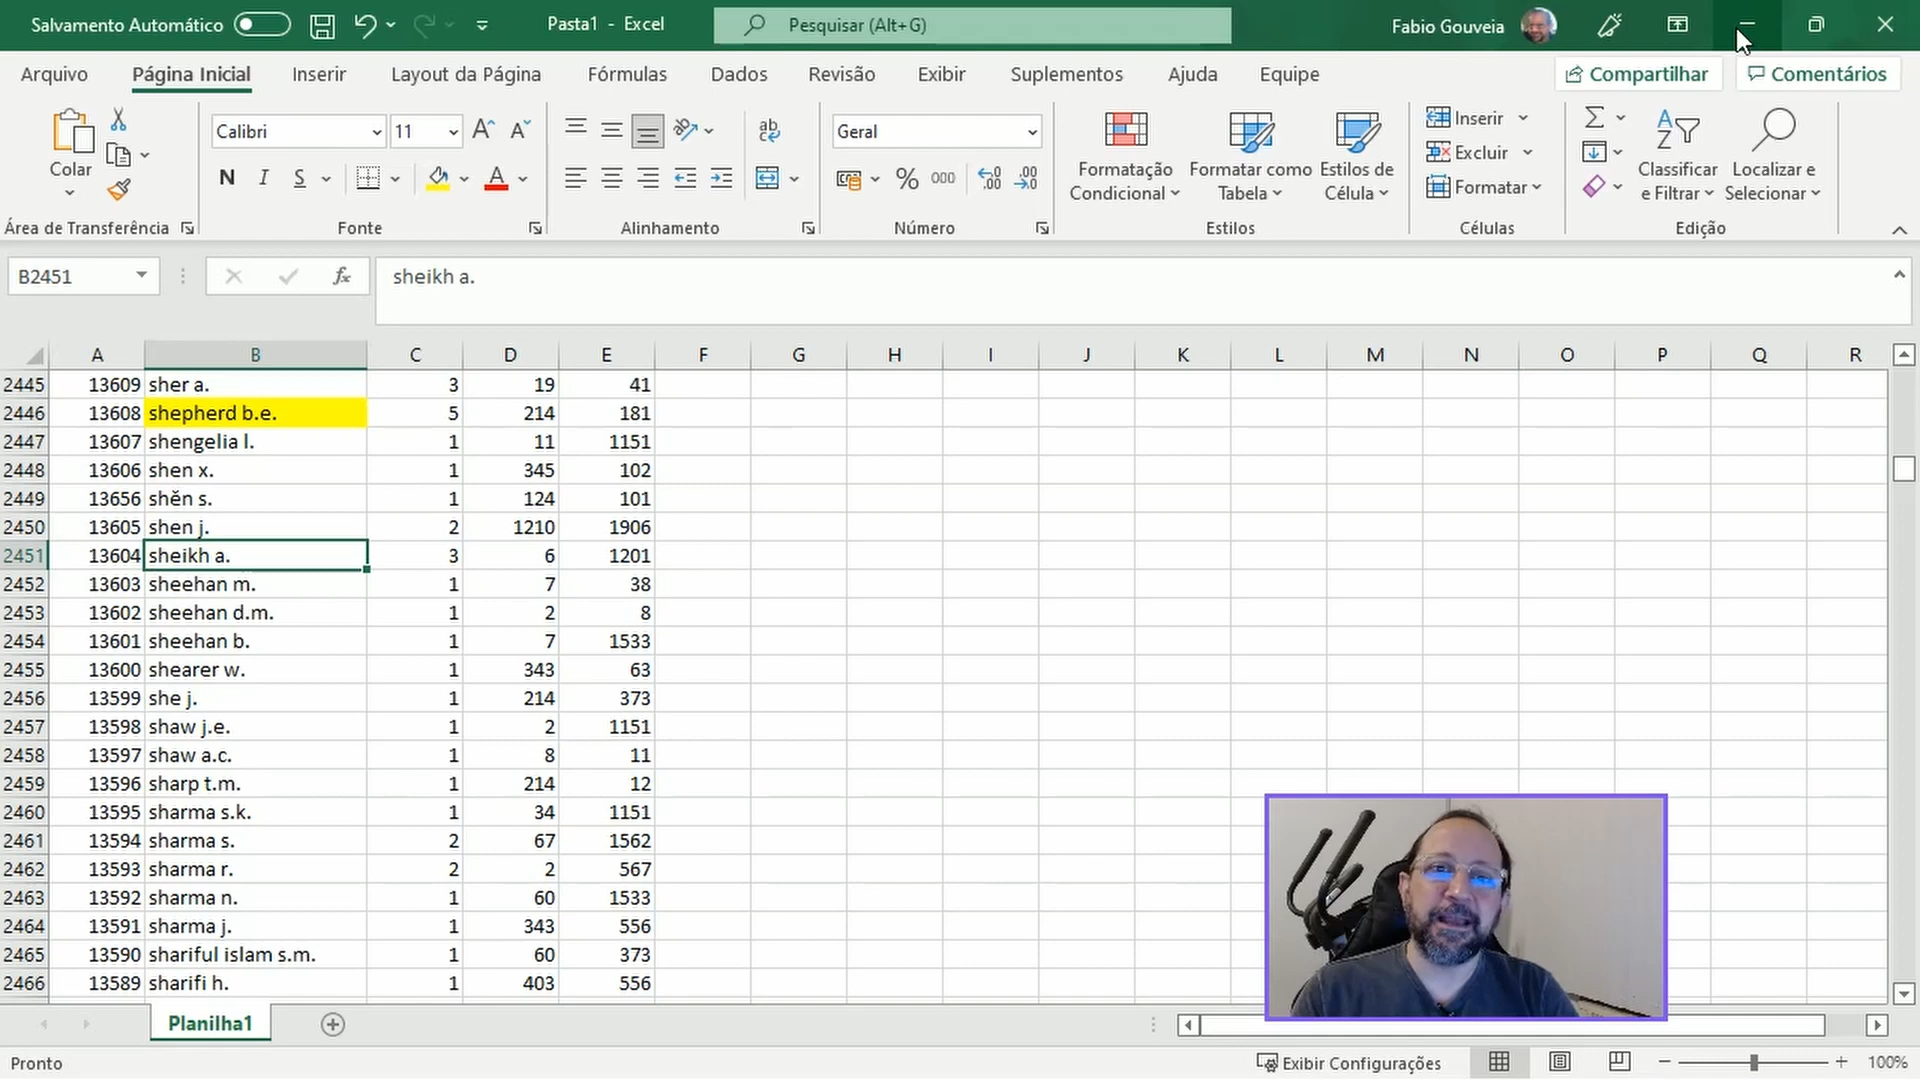 Salvamento Automático
Pasta1 - Excel
Pesquisar (Alt+G)
Fabio Gouveia
Arquivo Página Inicial Inserir Layout da Página Fórmulas Dados Revisão Exibir Suplementos Ajuda Equipe Compartilhar Comentários
Colar
Área de Transferência
Calibri 11
N I S
Fonte
ab
Alinhamento
Geral
% 000
Número
Formatação Condicional
Formatar como Tabela
Estilos de Célula
Estilos
Inserir
Excluir
Formatar
Células
Classificar e Filtrar
Localizar e Selecionar
Edição
B2451 fx sheikh a.
A B C D E F G H I J K L M N O P Q R
2445 13609 sher a. 3 19 41
2446 13608 shepherd b.e. 5 214 181
2447 13607 shengelia l. 1 11 1151
2448 13606 shen x. 1 345 102
2449 13656 shěn s. 1 124 101
2450 13605 shen j. 2 1210 1906
2451 13604 sheikh a. 3 6 1201
2452 13603 sheehan m. 1 7 38
2453 13602 sheehan d.m. 1 2 8
2454 13601 sheehan b. 1 7 1533
2455 13600 shearer w. 1 343 63
2456 13599 she j. 1 214 373
2457 13598 shaw j.e. 1 2 1151
2458 13597 shaw a.c. 1 8 11
2459 13596 sharp t.m. 1 214 12
2460 13595 sharma s.k. 1 34 1151
2461 13594 sharma s. 2 67 1562
2462 13593 sharma r. 2 2 567
2463 13592 sharma n. 1 60 1533
2464 13591 sharma j. 1 343 556
2465 13590 shariful islam s.m. 1 60 373
2466 13589 sharifi h. 1 403 556
Planilha1
Pronto
Exibir Configurações
100%